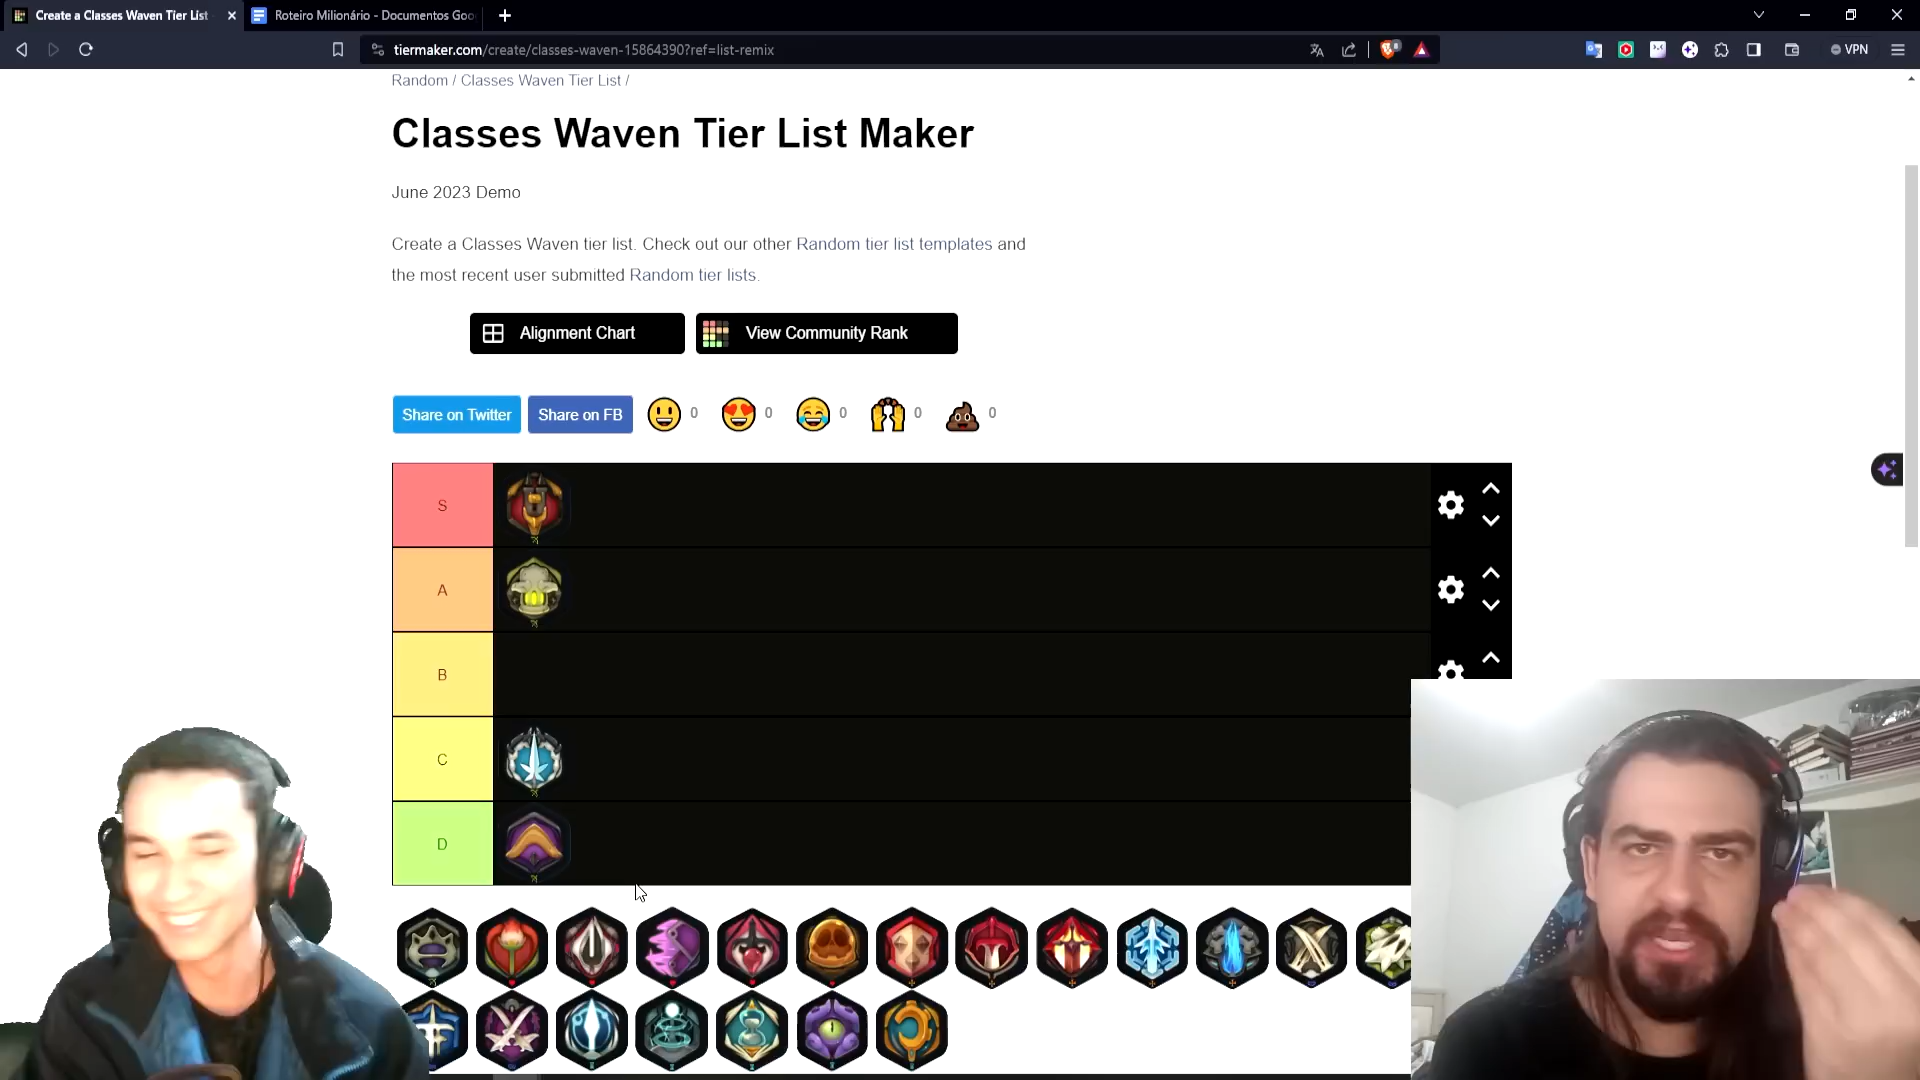 Create a Classes Waven Tier List
Roteiro Milionário - Documentos Goo
tiermaker.com/create/classes-waven-15864390?ref=list-remix
VPN
Random / Classes Waven Tier List /
Classes Waven Tier List Maker
June 2023 Demo
Create a Classes Waven tier list. Check out our other Random tier list templates and
the most recent user submitted Random tier lists.
Alignment Chart
View Community Rank
Share on Twitter
Share on FB
0
0
0
0
0
S
A
B
C
D